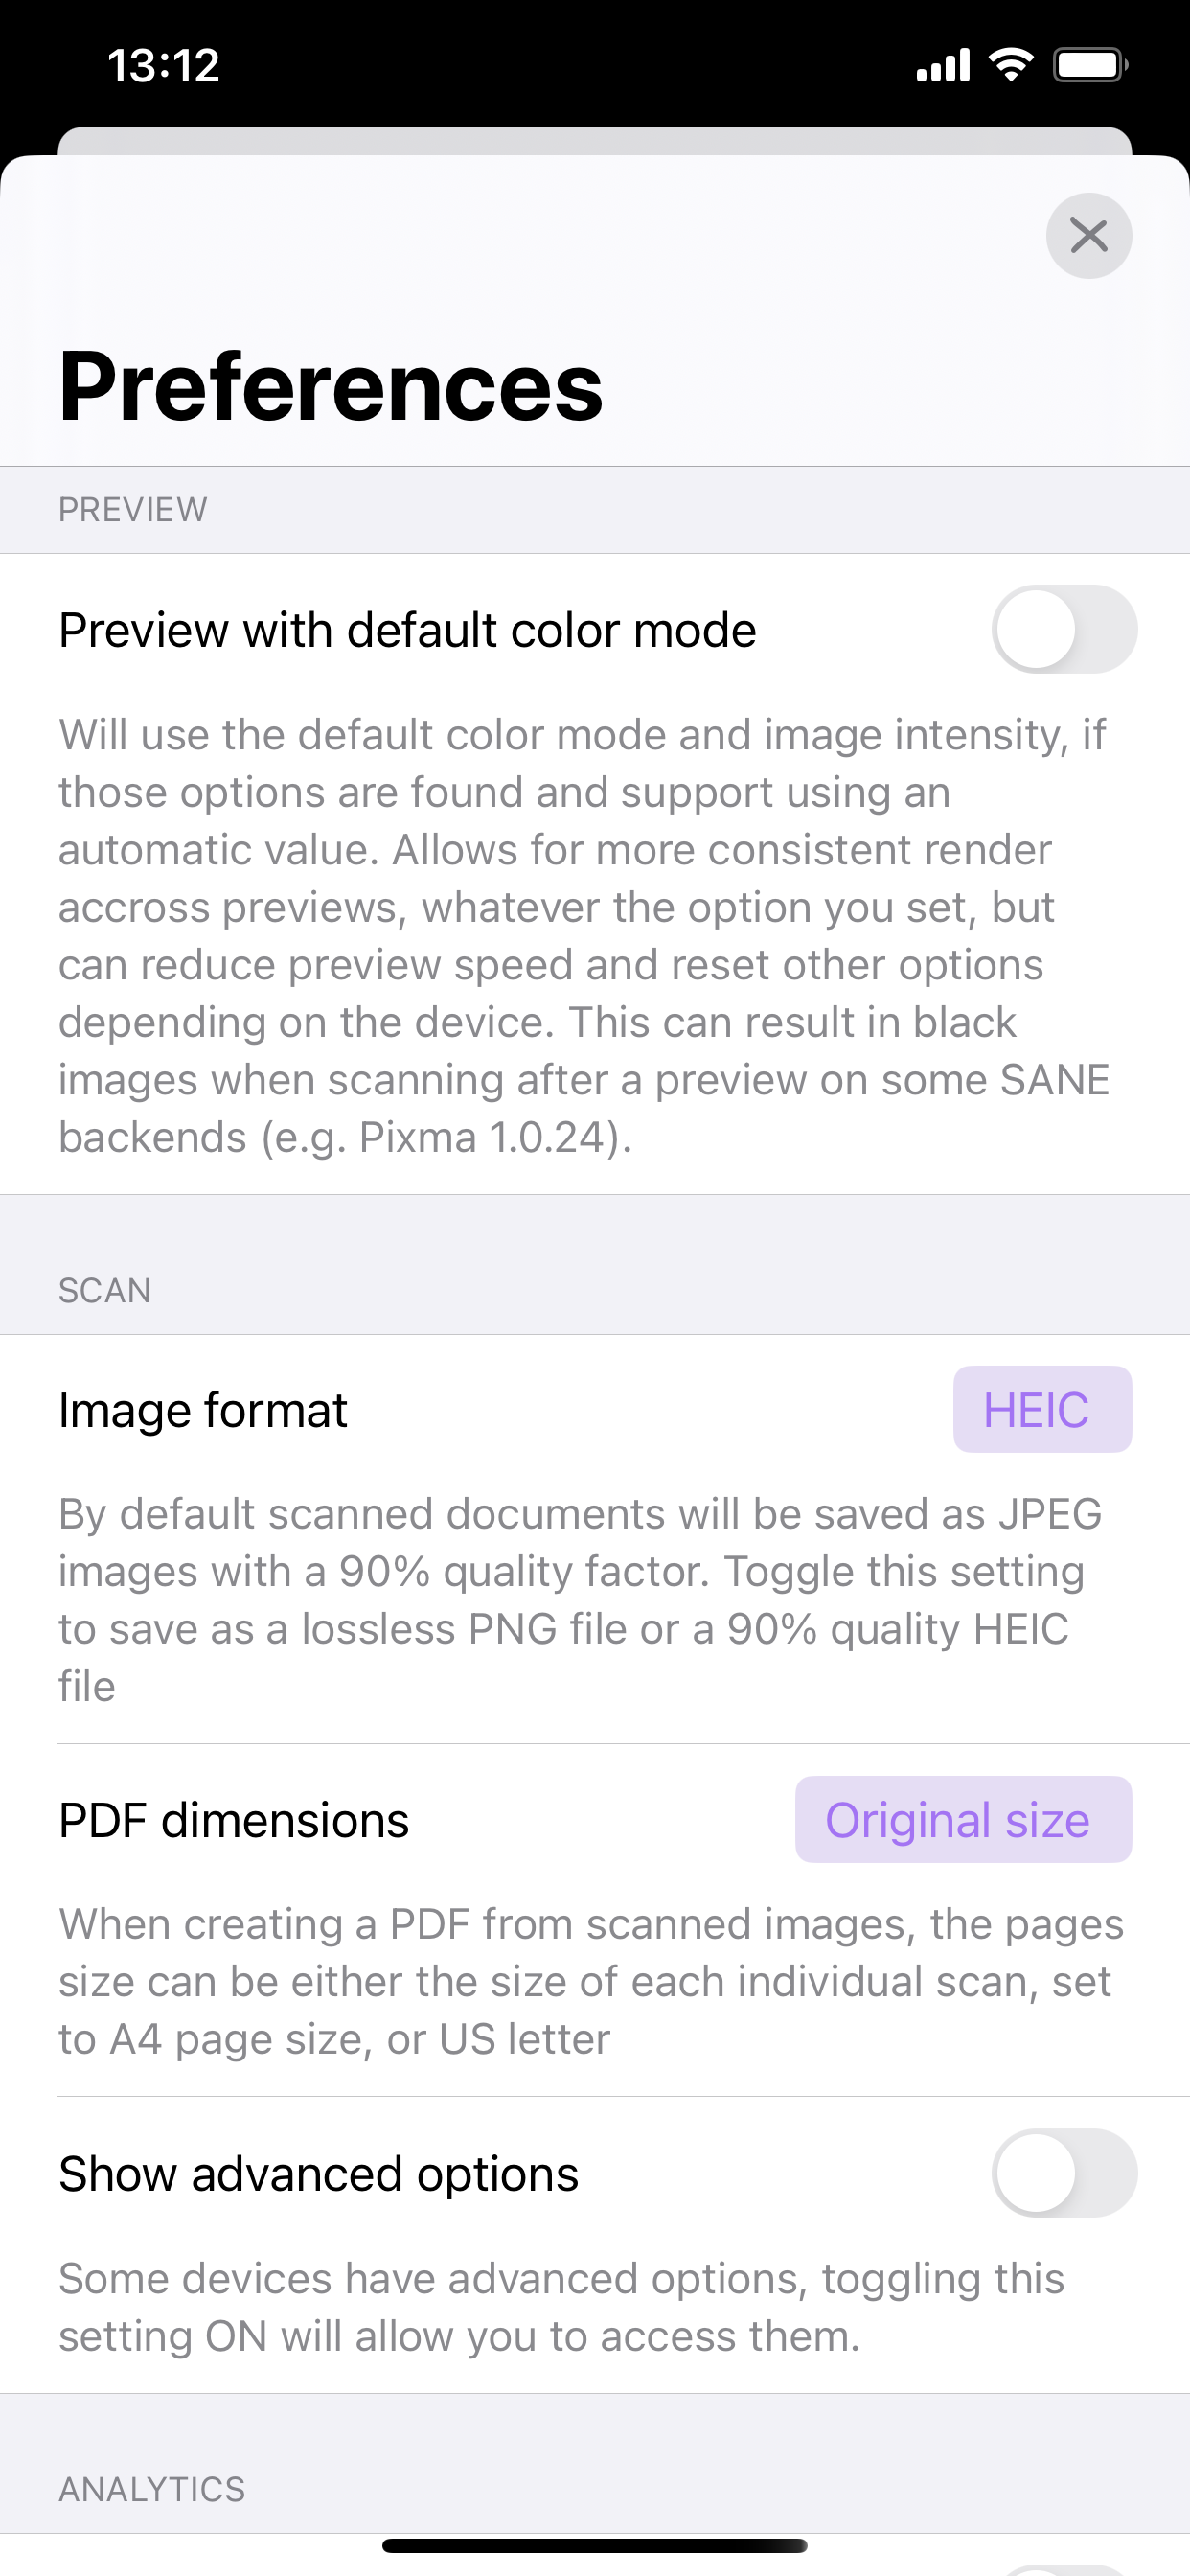 13:12
Preferences
PREVIEW
Preview with default color mode
Will use the default color mode and image intensity, if
those options are found and support using an
automatic value. Allows for more consistent render
accross previews, whatever the option you set, but
can reduce preview speed and reset other options
depending on the device. This can result in black
images when scanning after a preview on some SANE
backends (e.g. Pixma 1.0.24).
SCAN
Image format
HEIC
By default scanned documents will be saved as JPEG
images with a 90% quality factor. Toggle this setting
to save as a lossless PNG file or a 90% quality HEIC
file
PDF dimensions
Original size
When creating a PDF from scanned images, the pages
size can be either the size of each individual scan, set
to A4 page size, or US letter
Show advanced options
Some devices have advanced options, toggling this
setting ON will allow you to access them.
ANALYTICS